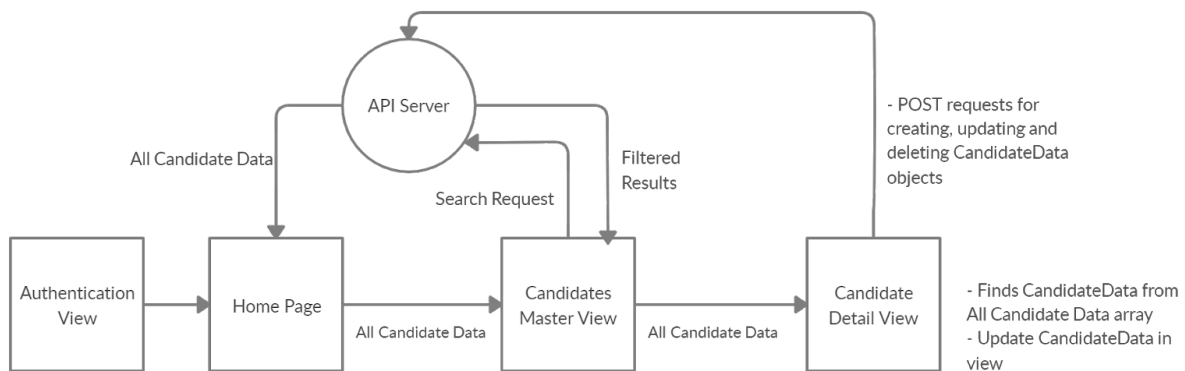 API Server
- POST requests for
creating, updating and
deleting CandidateData
objects
All Candidate Data
Filtered
Results
Search Request
Authentication
View
Home Page
All Candidate Data
Candidates
Master View
All Candidate Data
Candidate
Detail View
- Finds CandidateData from
All Candidate Data array
- Update CandidateData in
view